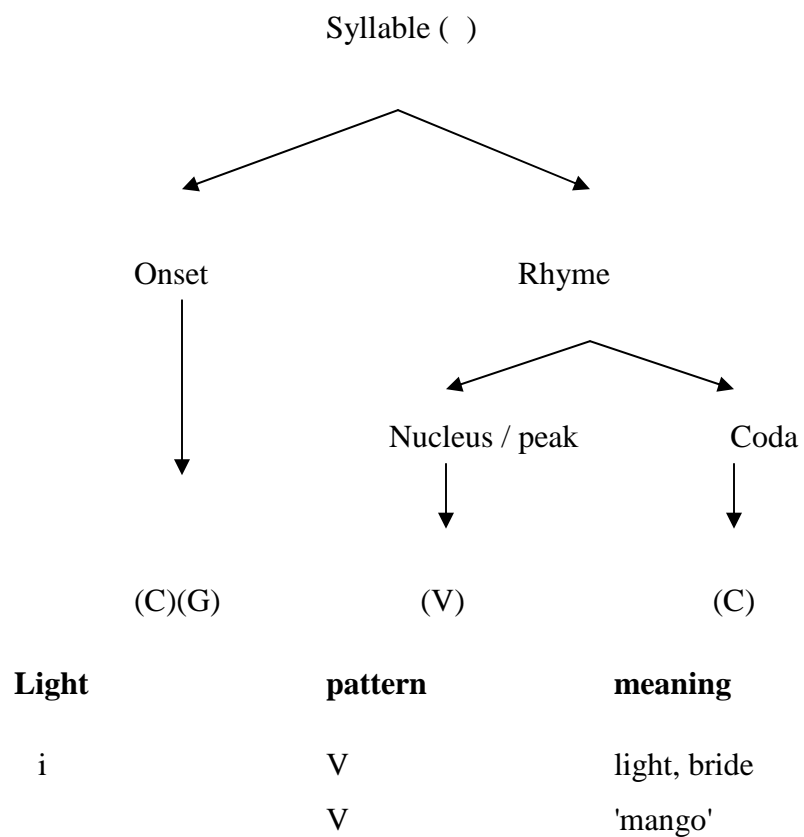 Syllable ( )
Onset Rhyme
Nucleus / peak Coda
(C)(G) (V) (C)
Light pattern meaning
i V light, bride
V 'mango'